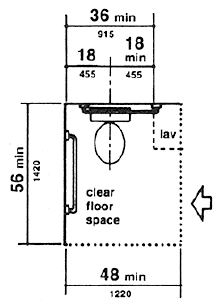 36 min
915
18
18
min
455
455
lav
56 min
1420
clear
floor
space
48 min
1220